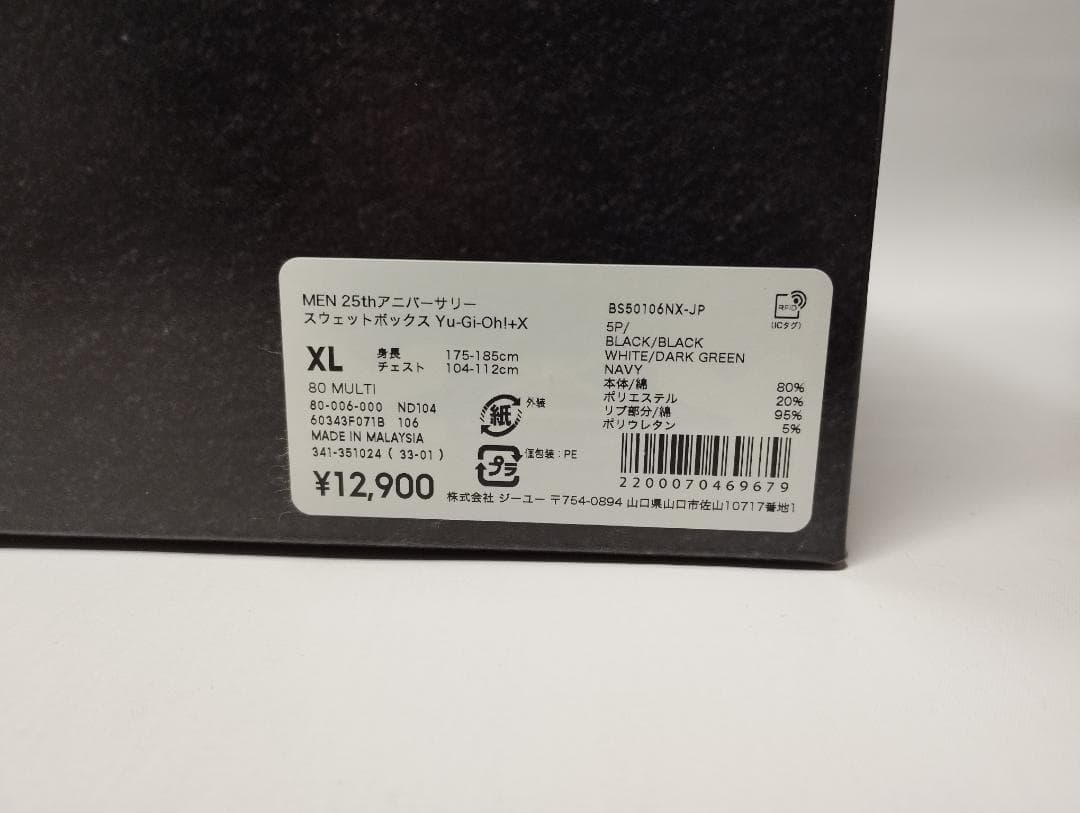 MEN 25thアニバーサリー
スウェットボックス Yu-Gi-Oh!+X
XL
身長 175-185cm
チェスト 104-112cm
80 MULTI
80-006-000 ND104
60343F071B 106
MADE IN MALAYSIA
341-351024 ( 33-01 )
¥12,900
紙 外装
プラ 個包装：PE
BS50106NX-JP
5P/
BLACK/BLACK
WHITE/DARK GREEN
NAVY
本体/綿 80%
ポリエステル 20%
リブ部分/綿 95%
ポリウレタン 5%
RFID
(ICタグ)
2200070469679
株式会社 ジーユー 〒754-0894 山口県山口市佐山10717番地1